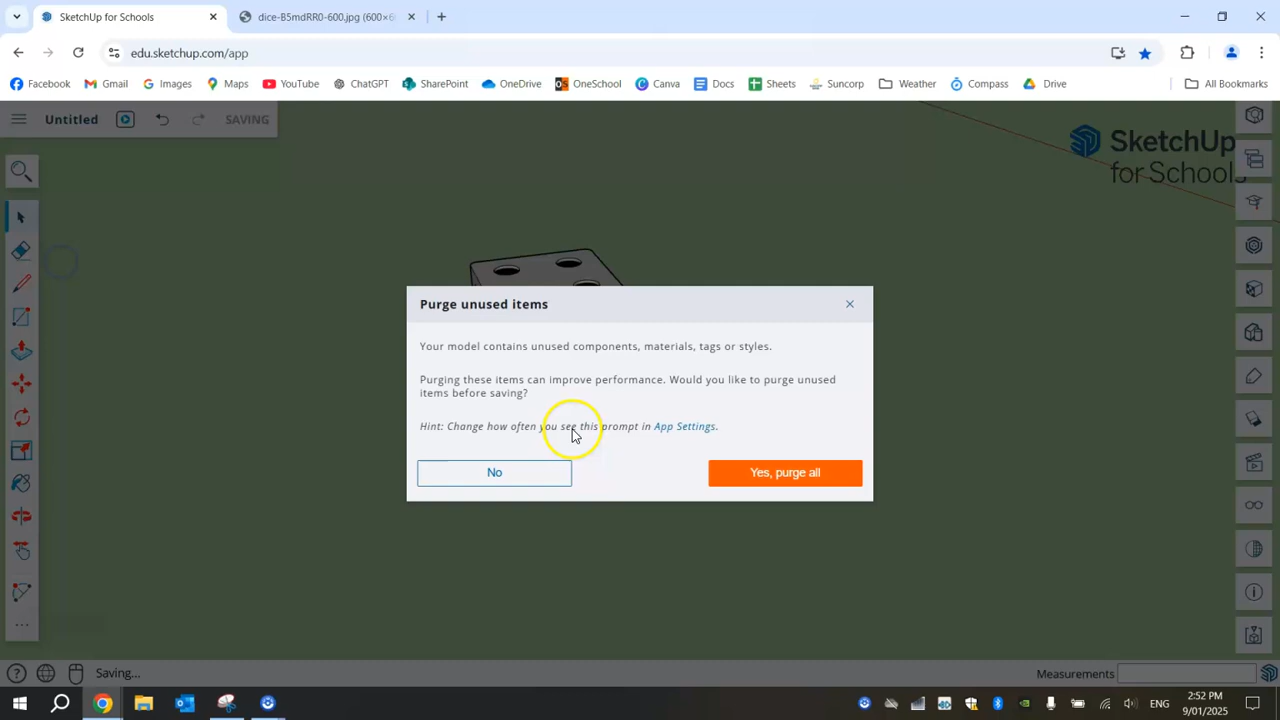 SketchUp for Schools
dice-B5mdRR0-600.jpg (600×6
edu.sketchup.com/app
Facebook
Gmail
Images
Maps
YouTube
ChatGPT
SharePoint
OneDrive
OneSchool
Canva
Docs
Sheets
Suncorp
Weather
Compass
Drive
All Bookmarks
Untitled
SAVING
SketchUp
for Schools
Purge unused items
Your model contains unused components, materials, tags or styles.
Purging these items can improve performance. Would you like to purge unused
items before saving?
Hint: Change how often you see this prompt in App Settings.
No
Yes, purge all
Saving...
Measurements
ENG
2:52 PM
9/01/2025